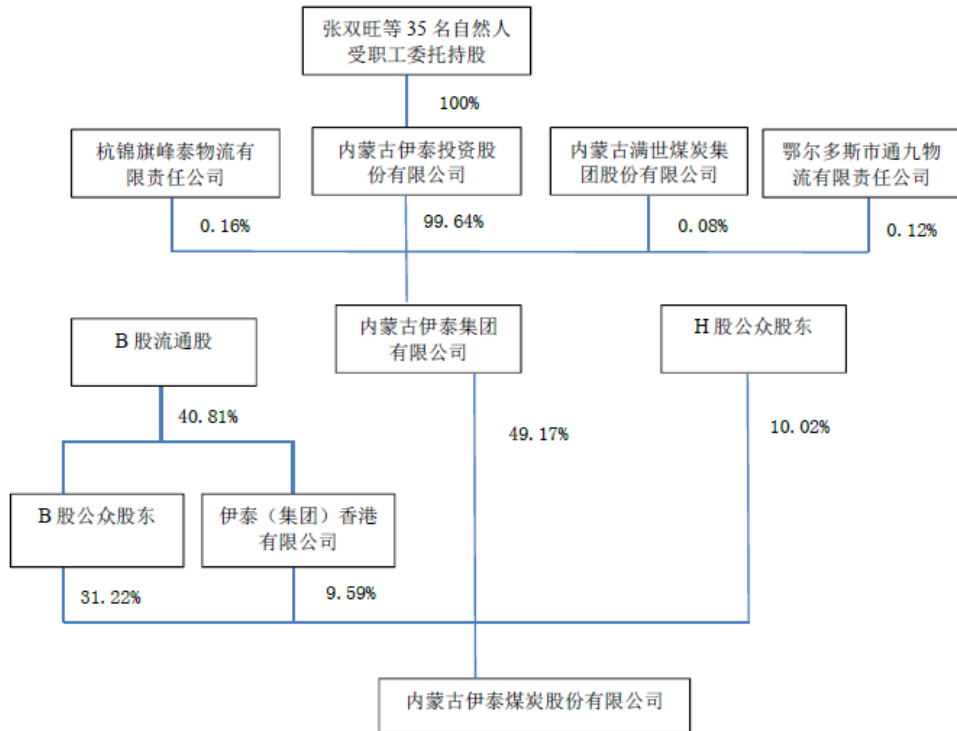 张双旺等 35 名自然人
受职工委托持股
100%
杭锦旗峰泰物流有
限责任公司
内蒙古伊泰投资股
份有限公司
内蒙古满世煤炭集
团股份有限公司
鄂尔多斯市通九物
流有限责任公司
0.16%
99.64%
0.08%
0.12%
B 股流通股
内蒙古伊泰集团
有限公司
H 股公众股东
40.81%
49.17%
10.02%
B 股公众股东
伊泰（集团）香港
有限公司
31.22%
9.59%
内蒙古伊泰煤炭股份有限公司